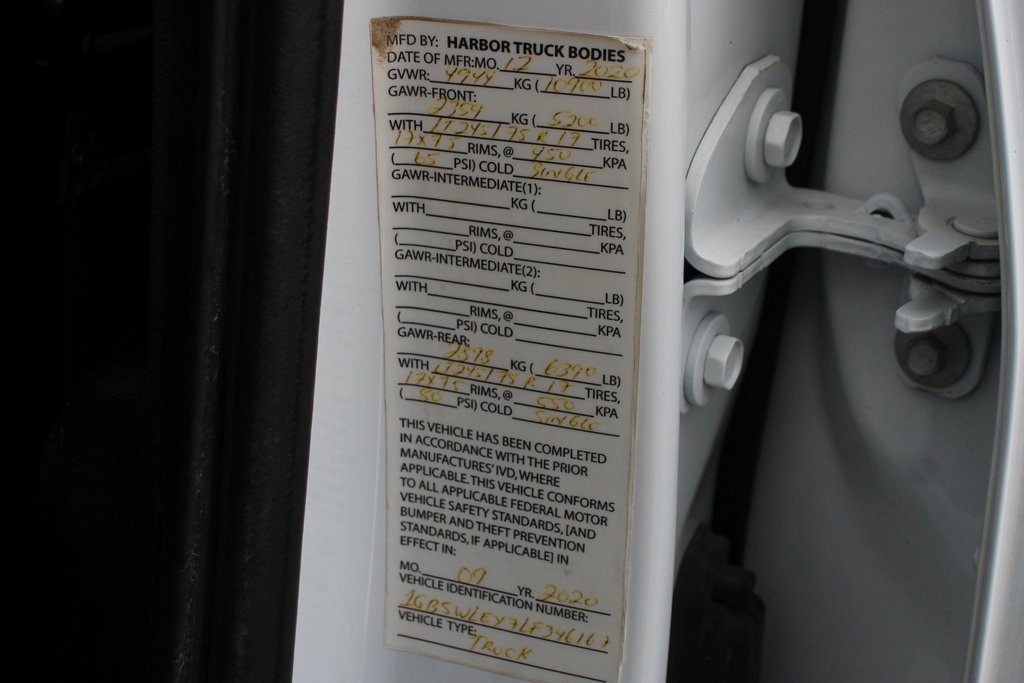 MFD BY: HARBOR TRUCK BODIES
DATE OF MFR: MO. 12 YR. 2020
GVWR: 4944 KG ( 10900 LB)
GAWR-FRONT:
2359 KG ( 5200 LB)
WITH LT245/75 R 17 TIRES,
17X7.5 RIMS, @ 450 KPA
( 65 PSI) COLD SINGLE
GAWR-INTERMEDIATE(1):
KG ( LB)
WITH TIRES,
RIMS, @ KPA
( PSI) COLD
GAWR-INTERMEDIATE(2):
KG ( LB)
WITH TIRES,
RIMS, @ KPA
( PSI) COLD
GAWR-REAR:
2898 KG ( 6390 LB)
WITH LT245/75 R 17 TIRES,
17X7.5 RIMS, @ 550 KPA
( 80 PSI) COLD SINGLE
THIS VEHICLE HAS BEEN COMPLETED
IN ACCORDANCE WITH THE PRIOR
MANUFACTURES' IVD, WHERE
APPLICABLE. THIS VEHICLE CONFORMS
TO ALL APPLICABLE FEDERAL MOTOR
VEHICLE SAFETY STANDARDS, [AND
BUMPER AND THEFT PREVENTION
STANDARDS, IF APPLICABLE] IN
EFFECT IN:
MO. 09 YR. 2020
VEHICLE IDENTIFICATION NUMBER:
VEHICLE TYPE:
TRUCK